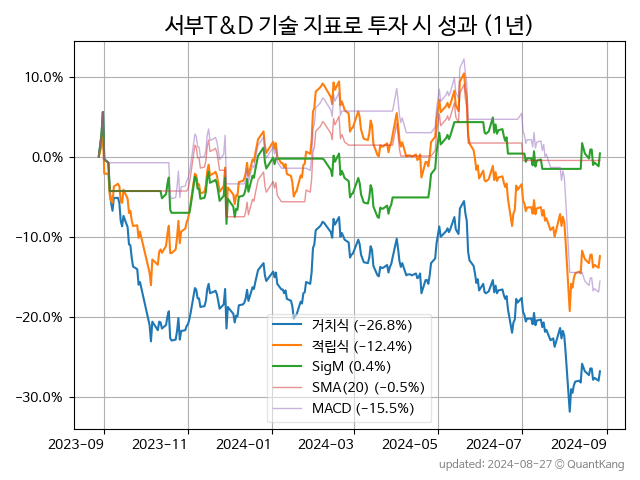 서부T&D 기술 지표로 투자 시 성과 (1년)
10.0%
0.0%
−10.0%
−20.0%
−30.0%
거치식 (−26.8%)
적립식 (−12.4%)
SigM (0.4%)
SMA(20) (−0.5%)
MACD (−15.5%)
2023−09 2023−11 2024−01 2024−03 2024−05 2024−07 2024−09
updated: 2024-08-27 © QuantKang